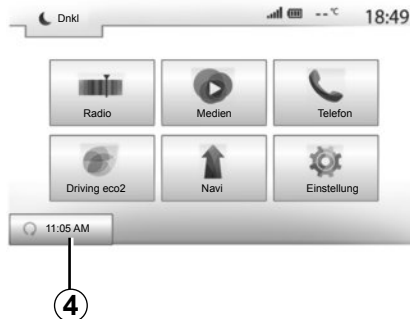 Dnkl --°C 18:49
Radio Medien Telefon
Driving eco2 Navi Einstellung
11:05 AM
4